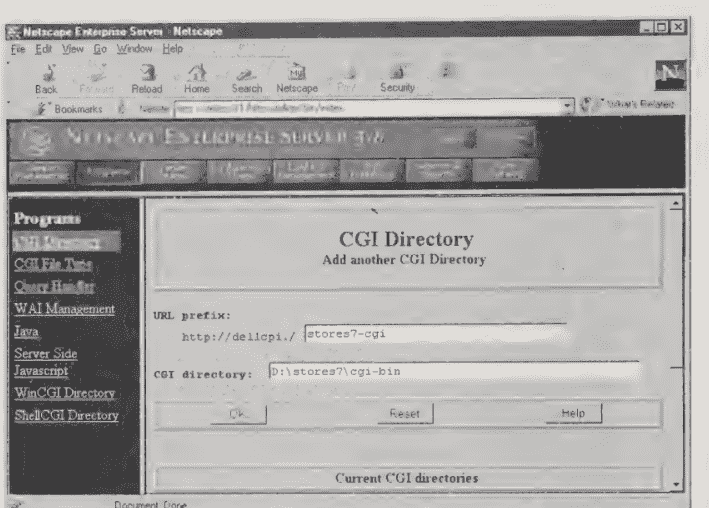 Netscape Enterprise Server - Netscape
File Edit View Go Window Help
Back Forward Reload Home Search Netscape Print Security
Bookmarks What's Related
NETSCAPE ENTERPRISE SERVER 3.6
Programs
Programs
CGI Directory
CGI File Type
Query Handler
WAI Management
Java
Server Side
Javascript
WinCGI Directory
ShellCGI Directory
CGI Directory
Add another CGI Directory
URL prefix:
http://dellcpi./ stores7-cgi
CGI directory: D:\stores7\cgi-bin
Ok Reset Help
Current CGI directories
Document: Done